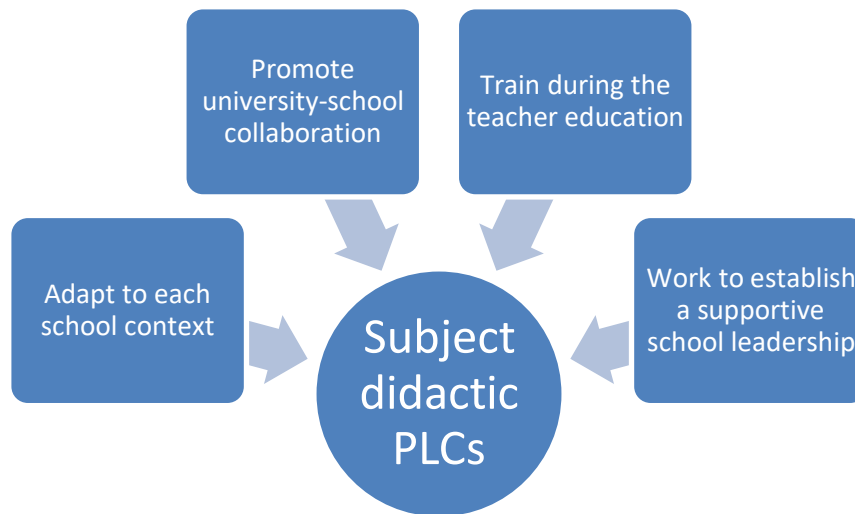 Promote
university-school
collaboration
Train during the
teacher education
Adapt to each
school context
Work to establish
a supportive
school leadership
Subject
didactic
PLCs